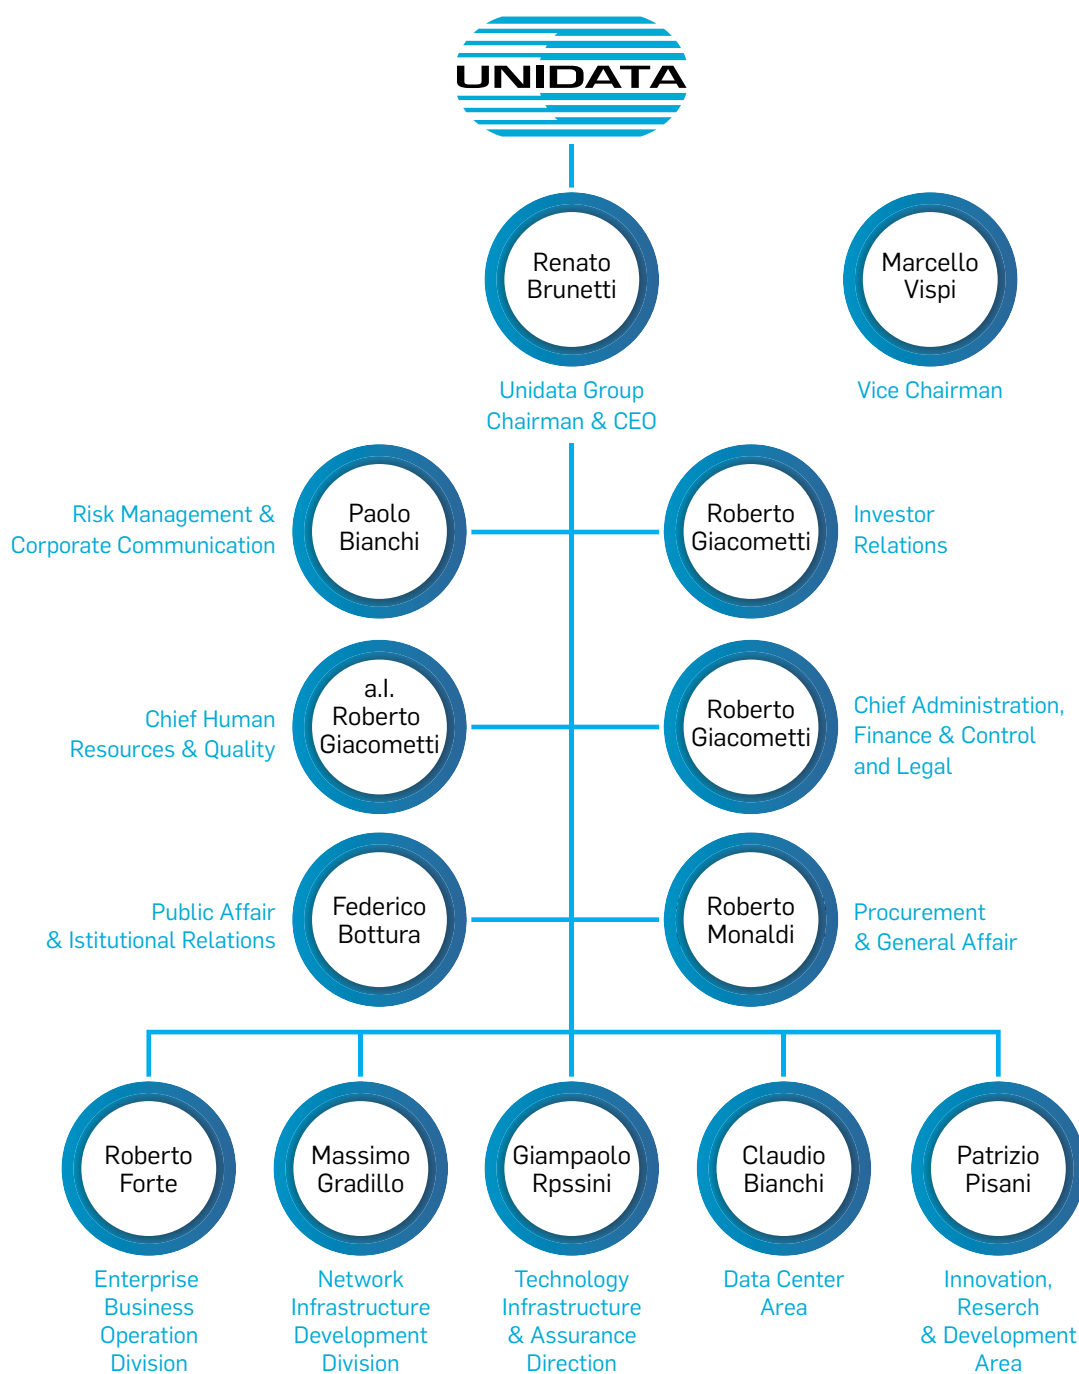 UNIDATA
Renato
Brunetti
Unidata Group
Chairman & CEO
Marcello
Vispi
Vice Chairman
Risk Management &
Corporate Communication
Paolo
Bianchi
Roberto
Giacometti
Investor
Relations
Chief Human
Resources & Quality
a.l.
Roberto
Giacometti
Roberto
Giacometti
Chief Administration,
Finance & Control
and Legal
Public Affair
& Istitutional Relations
Federico
Bottura
Roberto
Monaldi
Procurement
& General Affair
Roberto
Forte
Enterprise
Business
Operation
Division
Massimo
Gradillo
Network
Infrastructure
Development
Division
Giampaolo
Rpssini
Technology
Infrastructure
& Assurance
Direction
Claudio
Bianchi
Data Center
Area
Patrizio
Pisani
Innovation,
Reserch
& Development
Area